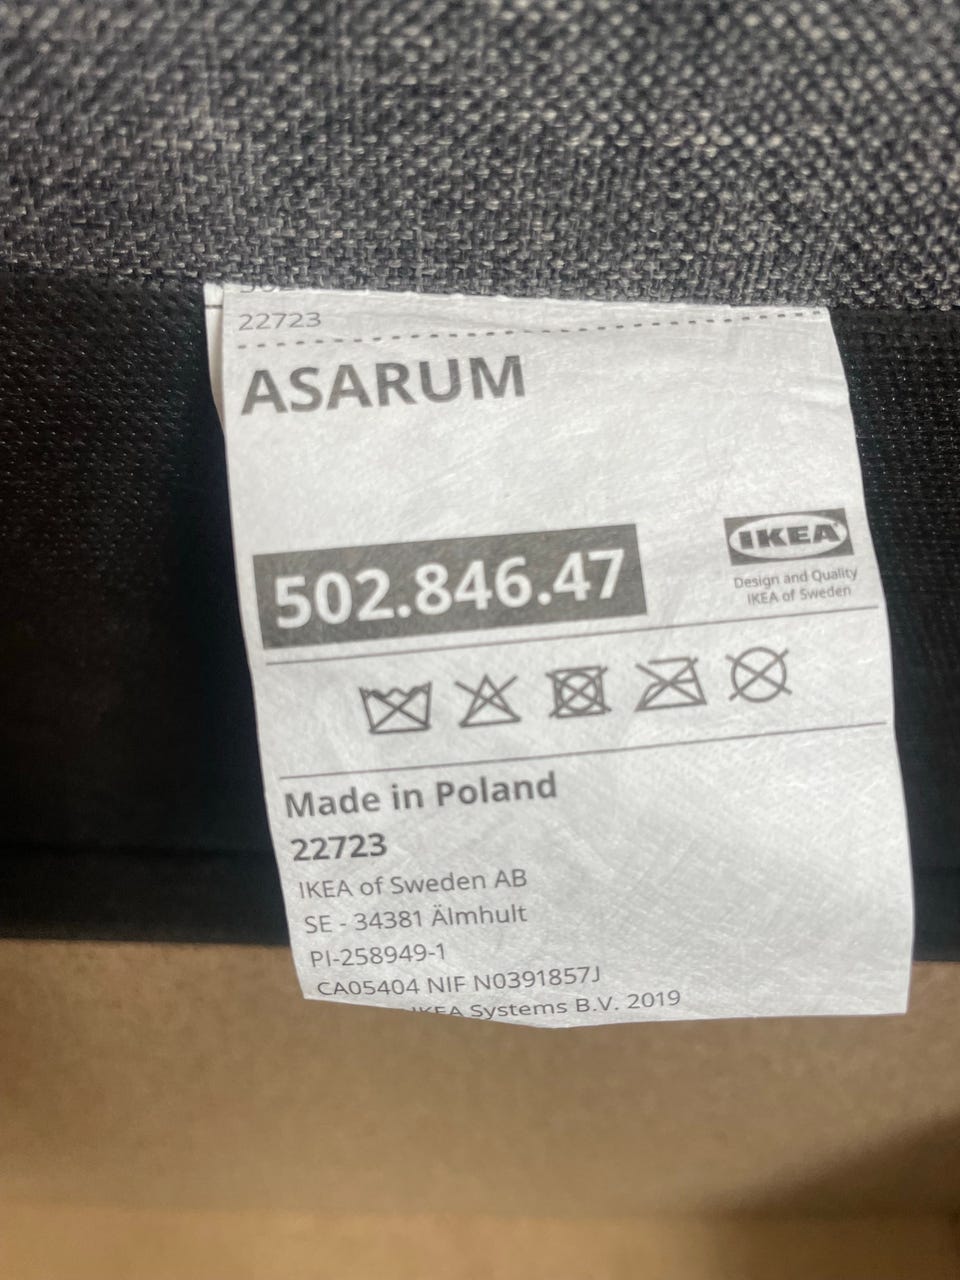 22723
ASARUM
502.846.47
IKEA
Design and Quality
IKEA of Sweden
Made in Poland
22723
IKEA of Sweden AB
SE - 34381 Älmhult
PI-258949-1
CA05404 NIF N0391857J
IKEA Systems B.V. 2019